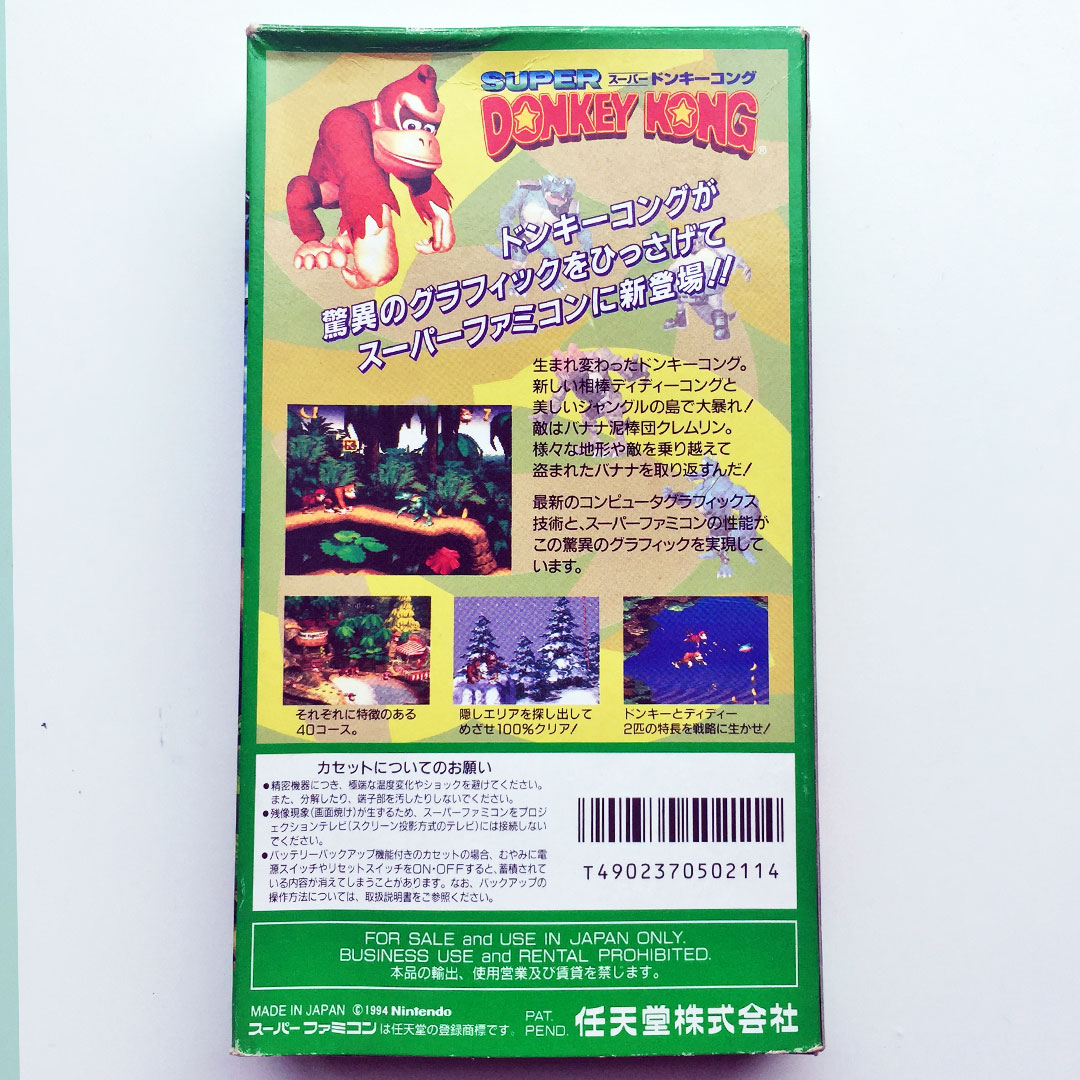 SUPER スーパードンキーコング
DONKEY KONG®
ドンキーコングが
驚異のグラフィックをひっさげて
スーパーファミコンに新登場!!
生まれ変わったドンキーコング。
新しい相棒ディディーコングと
美しいジャングルの島で大暴れ!
敵はバナナ泥棒団クレムリン。
様々な地形や敵を乗り越えて
盗まれたバナナを取り返すんだ!
最新のコンピュータグラフィックス
技術と、スーパーファミコンの性能が
この驚異のグラフィックを実現して
います。
それぞれに特徴のある
40コース。
隠しエリアを探し出して
めざせ100%クリア!
ドンキーとディディー
2匹の特長を戦略に生かせ!
カセットについてのお願い
●精密機器につき、極端な温度変化やショックを避けてください。
また、分解したり、端子部を汚したりしないでください。
●残像現象(画面焼け)が生ずるため、スーパーファミコンをプロジ
ェクションテレビ(スクリーン投影方式のテレビ)には接続しない
でください。
●バッテリーバックアップ機能付きのカセットの場合、むやみに電
源スイッチやリセットスイッチをON・OFFすると、蓄積されて
いる内容が消えてしまうことがあります。なお、バックアップの
操作方法については、取扱説明書をご参照ください。
T4902370502114
FOR SALE and USE IN JAPAN ONLY.
BUSINESS USE and RENTAL PROHIBITED.
本品の輸出、使用営業及び賃貸を禁じます。
MADE IN JAPAN ©1994 Nintendo
スーパーファミコンは任天堂の登録商標です。
PAT.
PEND.
任天堂株式会社